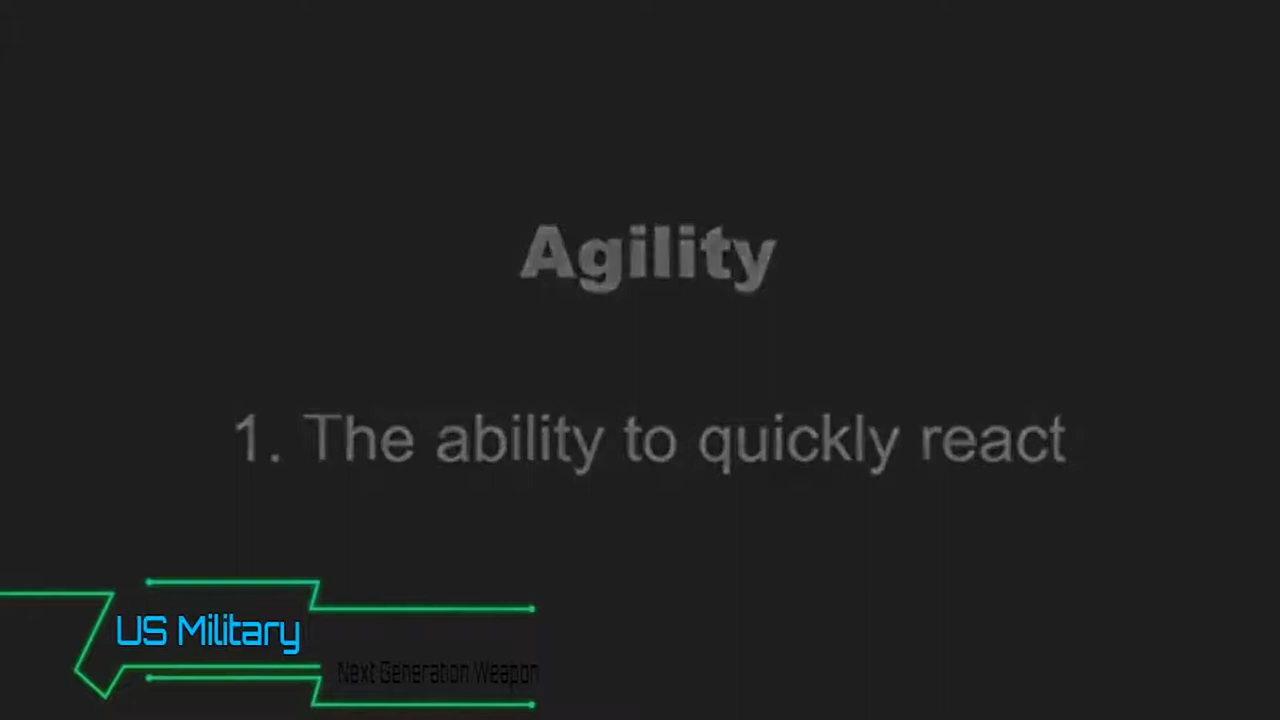 Agility
1. The ability to quickly react
US Military
Next Generation Weapon